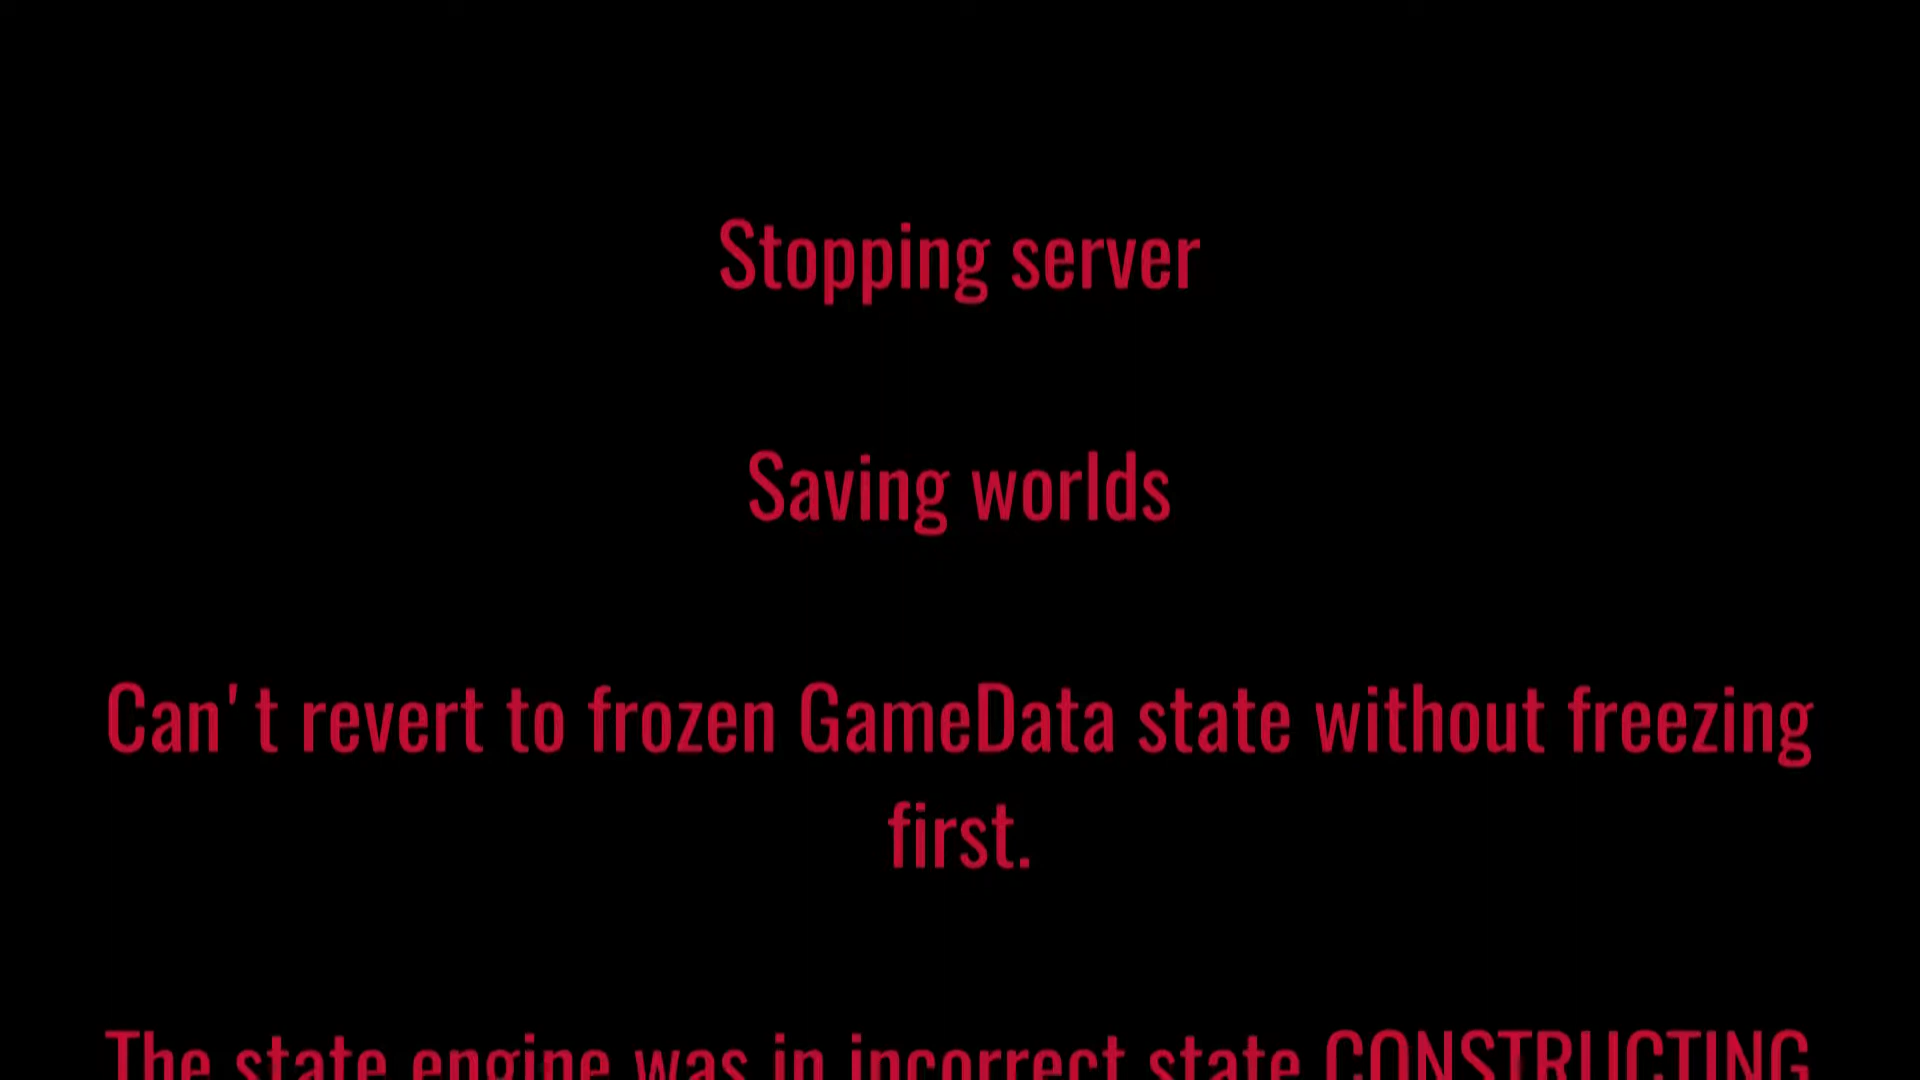 Stopping server
Saving worlds
Can't revert to frozen GameData state without freezing
first.
The state engine was in incorrect state CONSTRUCTING